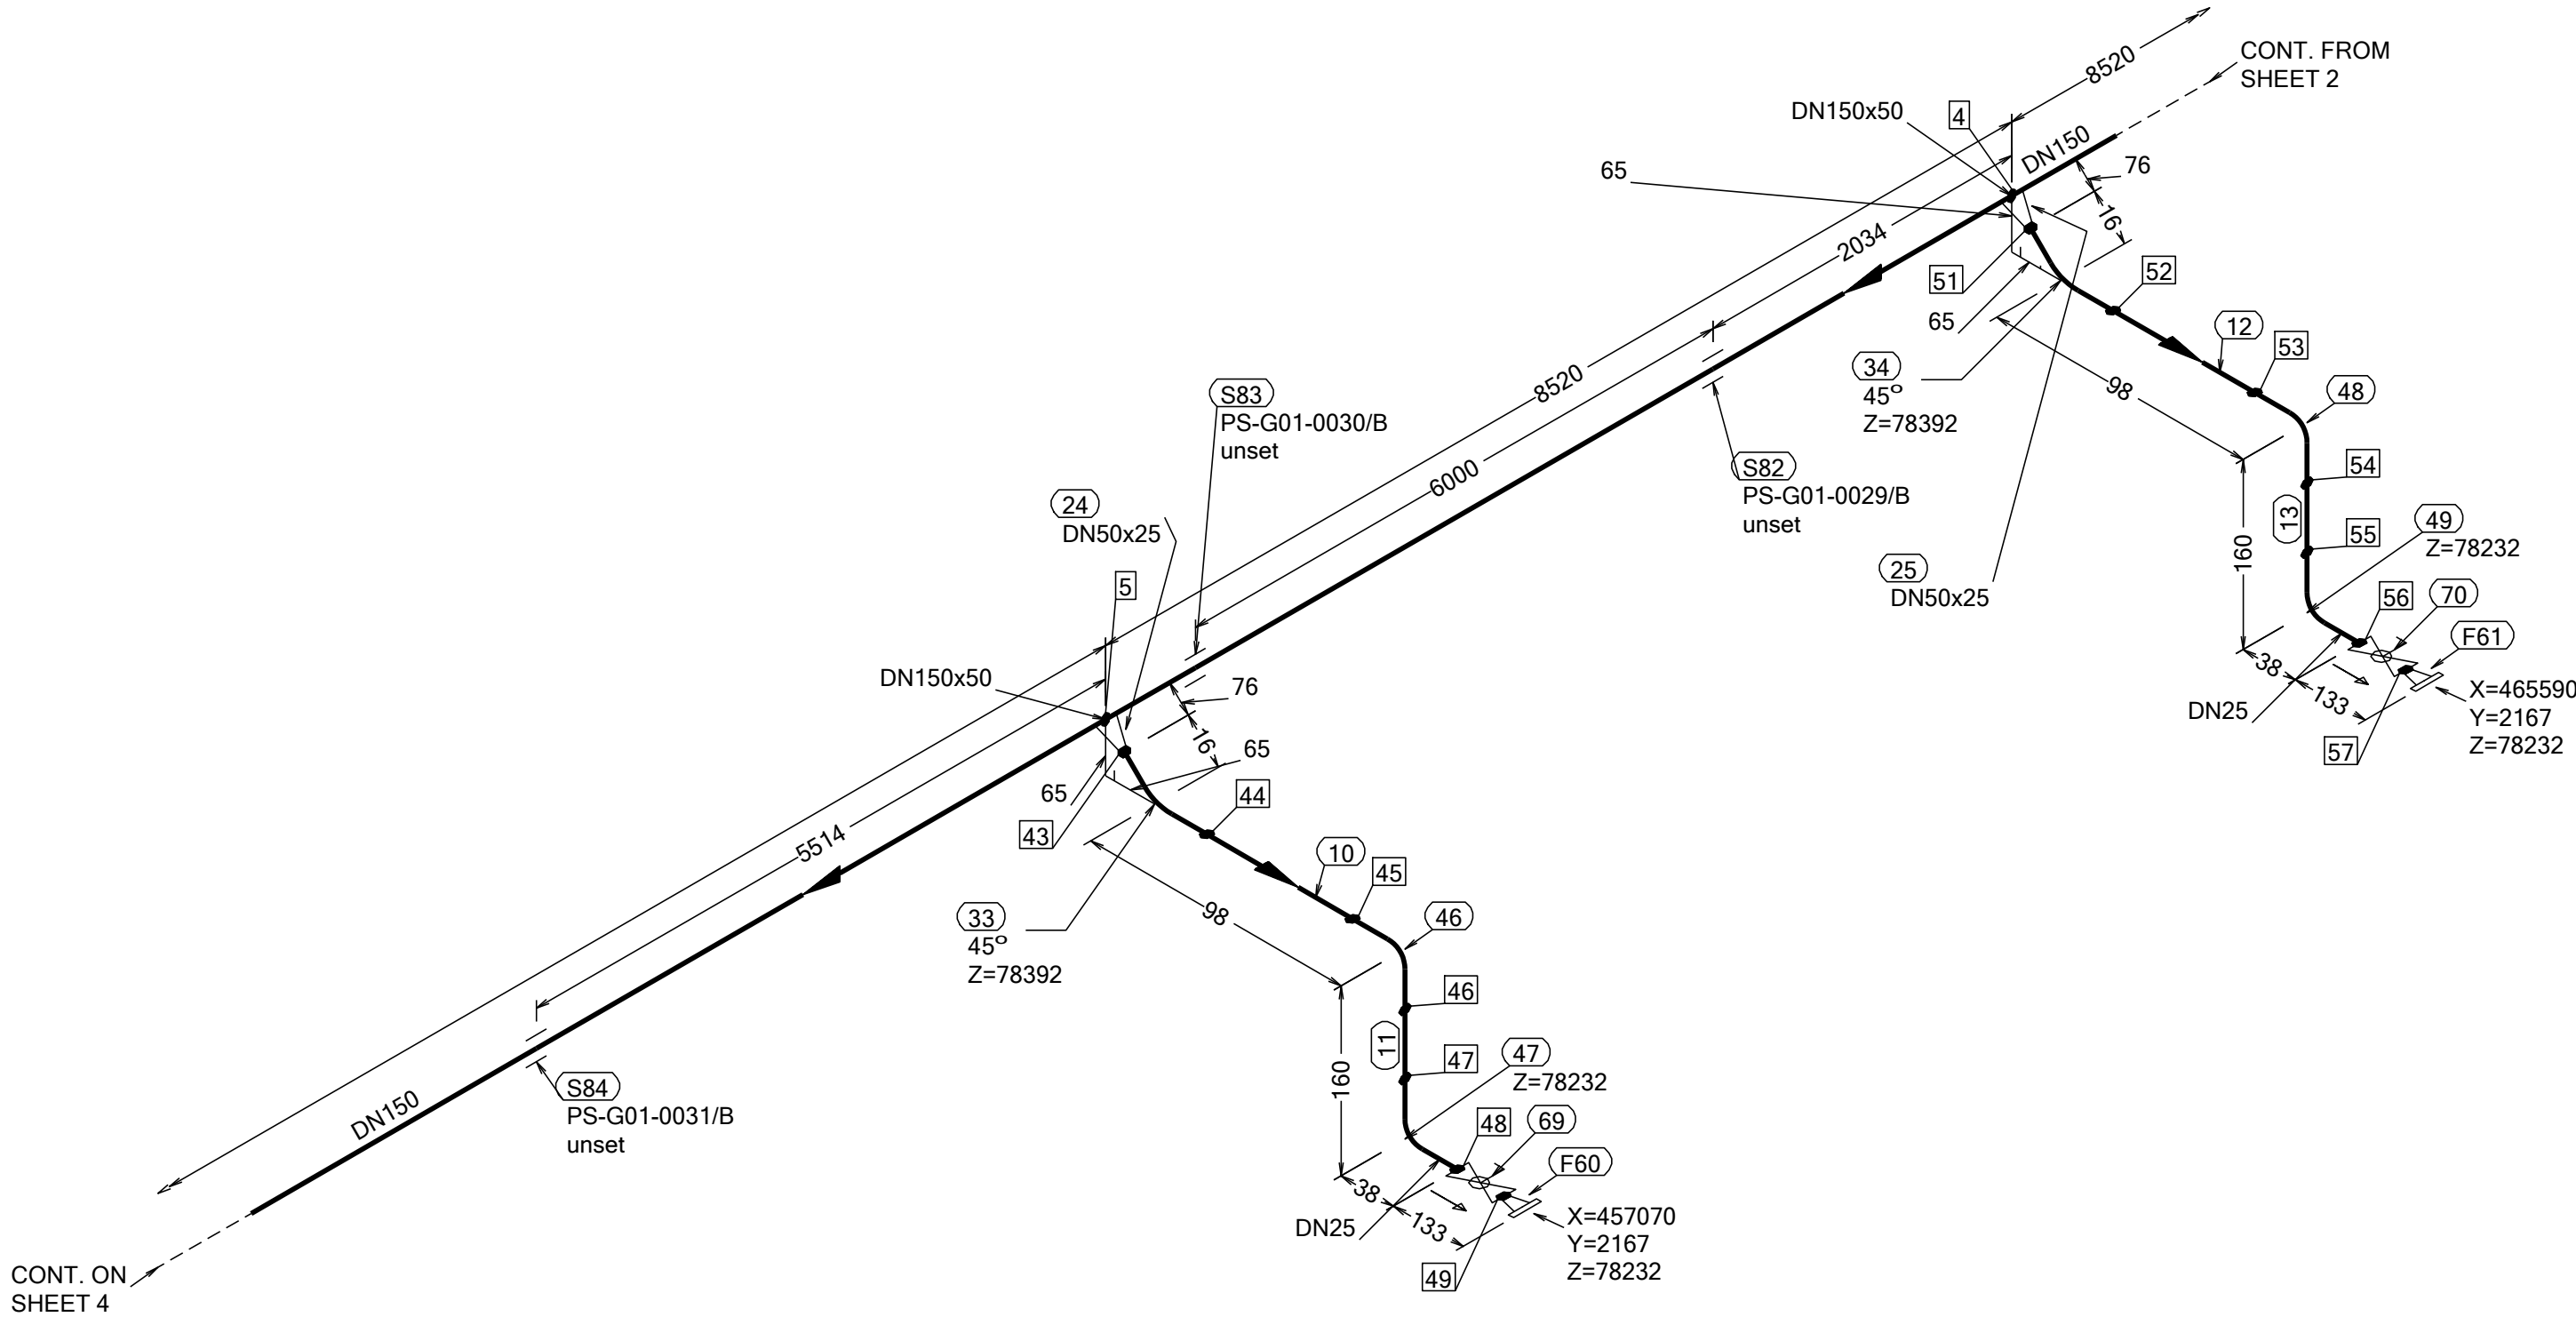 8520
CONT. FROM
SHEET 2
DN150x50
4
DN150
76
65
16
2034
51
52
65
12
53
34
45°
Z=78392
98
48
8520
S83
PS-G01-0030/B
unset
6000
S82
PS-G01-0029/B
unset
54
13
55
49
Z=78232
160
24
DN50x25
25
DN50x25
5
56
70
F61
38
133
DN25
57
X=465590
Y=2167
Z=78232
DN150x50
76
16
65
65
43
44
5514
10
45
33
45°
Z=78392
98
46
46
11
47
47
Z=78232
160
S84
PS-G01-0031/B
unset
DN150
48
69
F60
38
133
DN25
49
X=457070
Y=2167
Z=78232
CONT. ON
SHEET 4